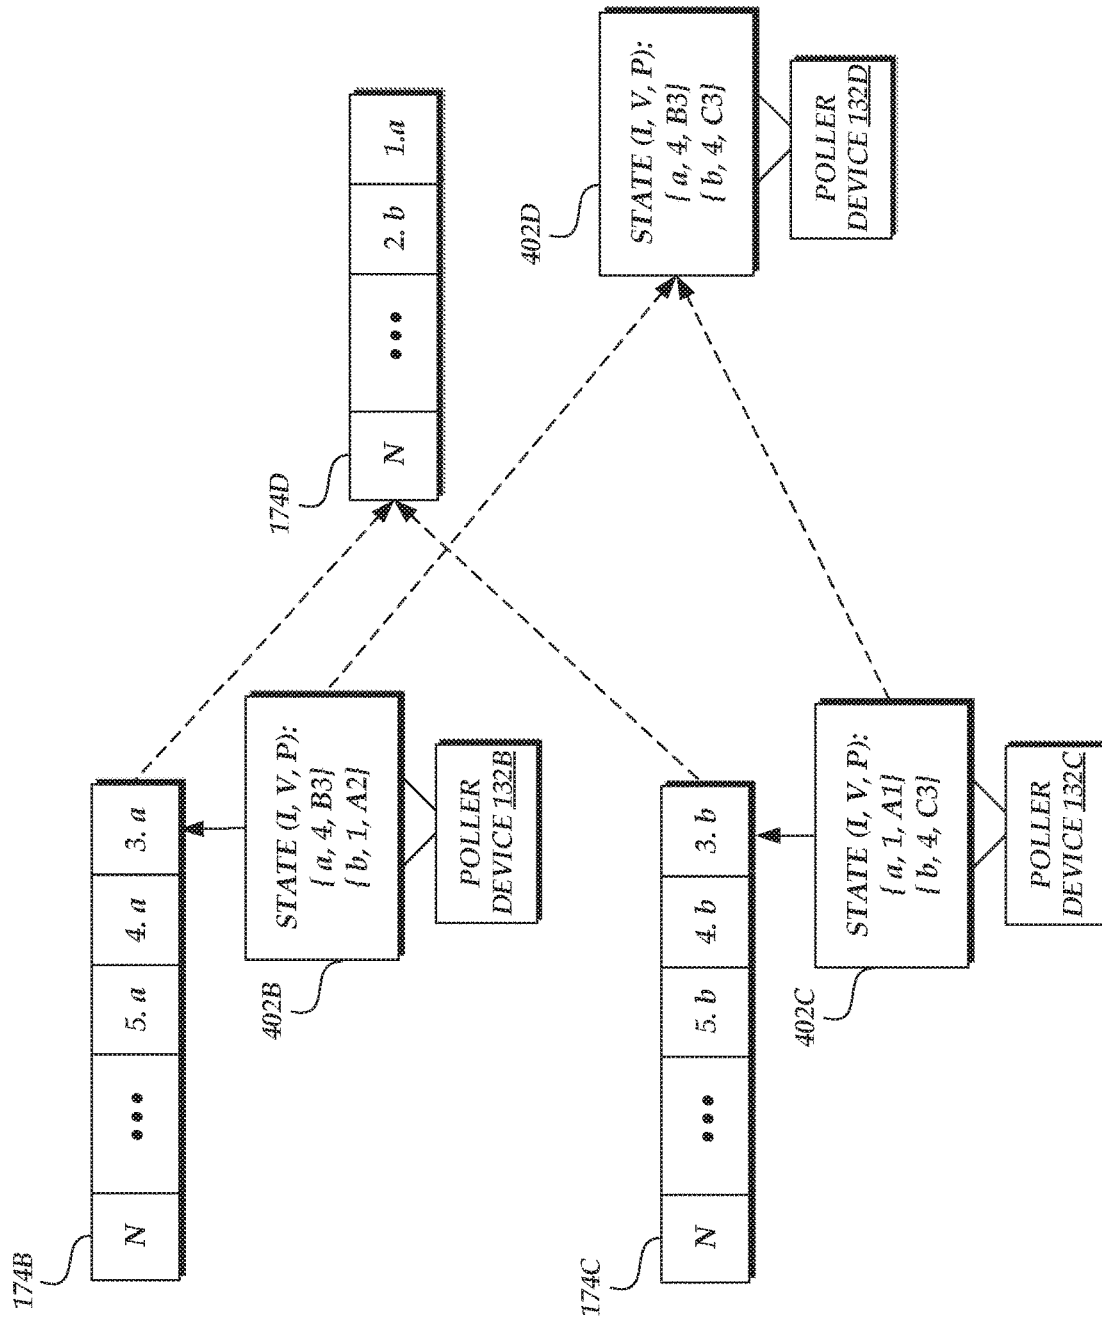 174B
N ••• 5. a 4. a 3. a
402B
STATE (I, V, P):
{ a, 4, B3}
{ b, 1, A2}
POLLER
DEVICE 132B
174D
N ••• 2. b 1.a
402D
STATE (I, V, P):
{ a, 4, B3}
{ b, 4, C3}
POLLER
DEVICE 132D
174C
N ••• 5. b 4. b 3. b
402C
STATE (I, V, P):
{ a, 1, A1}
{ b, 4, C3}
POLLER
DEVICE 132C